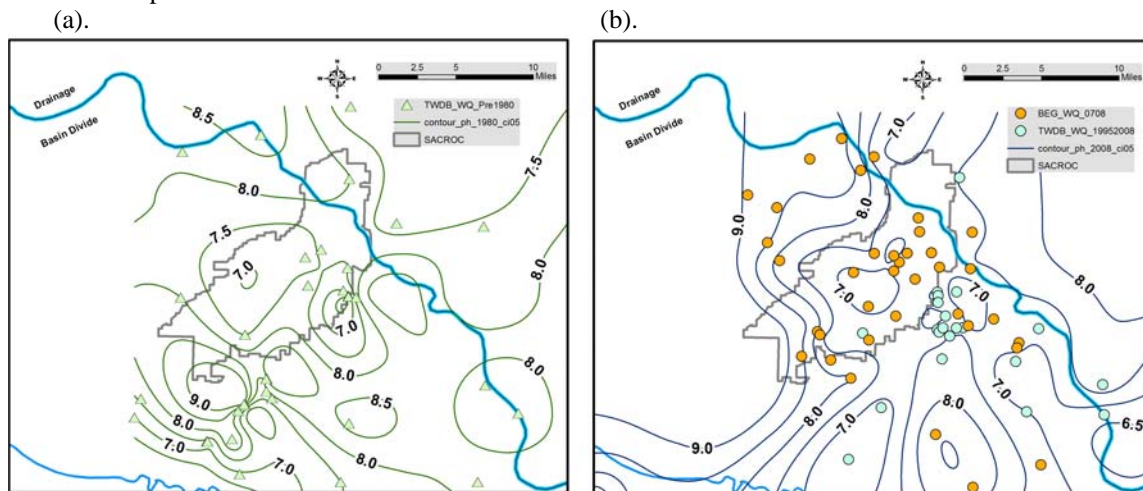 (a).
(b).
N
W E
S
0 2.5 5 10
Miles
Drainage
Basin Divide
TWDB_WQ_Pre1980
contour_ph_1980_ci05
SACROC
8.5
8.0
7.5
7.5
7.0
8.0
7.0
8.0
8.0
9.0
8.5
8.0
7.0
7.0
8.0
N
W E
S
0 2.5 5 10
Miles
Drainage
Basin Divide
BEG_WQ_0708
TWDB_WQ_19952008
contour_ph_2008_ci05
SACROC
7.0
9.0
8.0
7.0
7.0
8.0
7.0
8.0
7.0
9.0
6.5